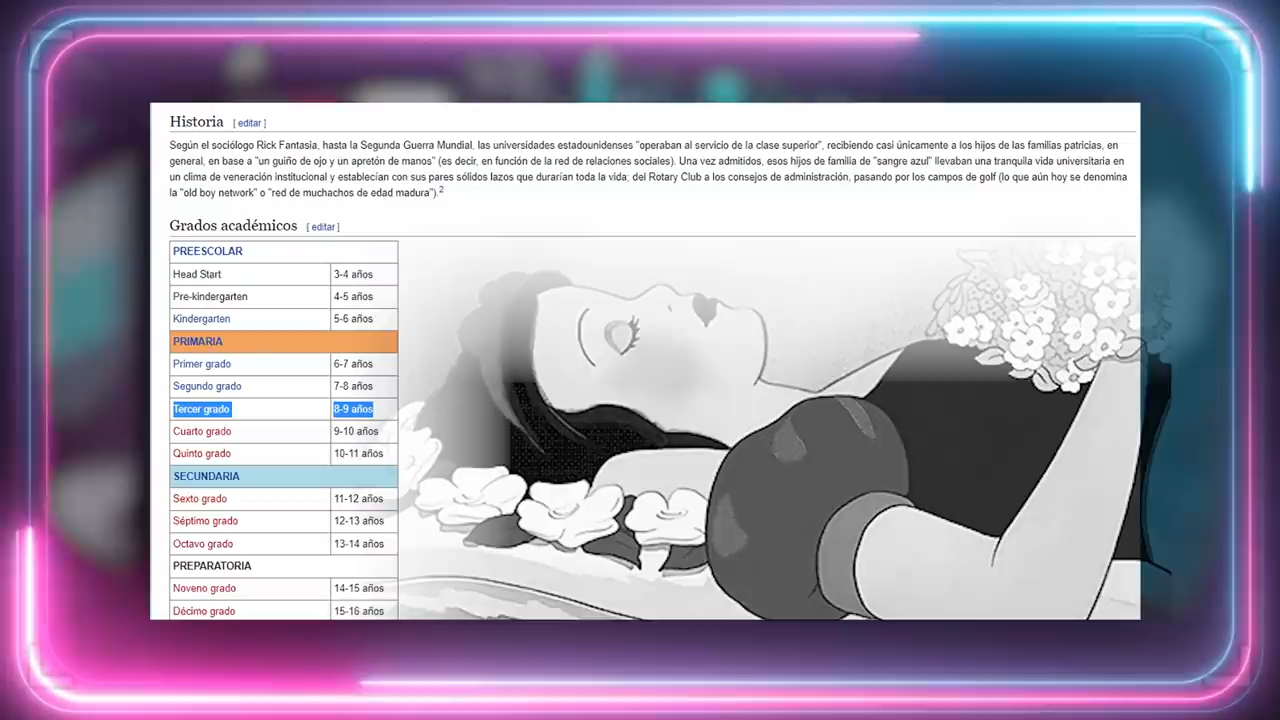 Historia [ editar ]
Según el sociólogo Rick Fantasia, hasta la Segunda Guerra Mundial, las universidades estadounidenses "operaban al servicio de la clase superior", recibiendo casi únicamente a los hijos de las familias patricias, en
general, en base a "un guiño de ojo y un apretón de manos" (es decir, en función de la red de relaciones sociales). Una vez admitidos, esos hijos de familia de "sangre azul" llevaban una tranquila vida universitaria en
un clima de veneración institucional y establecían con sus pares sólidos lazos que durarían toda la vida; del Rotary Club a los consejos de administración, pasando por los campos de golf (lo que aún hoy se denomina
la "old boy network" o "red de muchachos de edad madura").2
Grados académicos [ editar ]
PREESCOLAR
Head Start 3-4 años
Pre-kindergarten 4-5 años
Kindergarten 5-6 años
PRIMARIA
Primer grado 6-7 años
Segundo grado 7-8 años
Tercer grado 8-9 años
Cuarto grado 9-10 años
Quinto grado 10-11 años
SECUNDARIA
Sexto grado 11-12 años
Séptimo grado 12-13 años
Octavo grado 13-14 años
PREPARATORIA
Noveno grado 14-15 años
Décimo grado 15-16 años